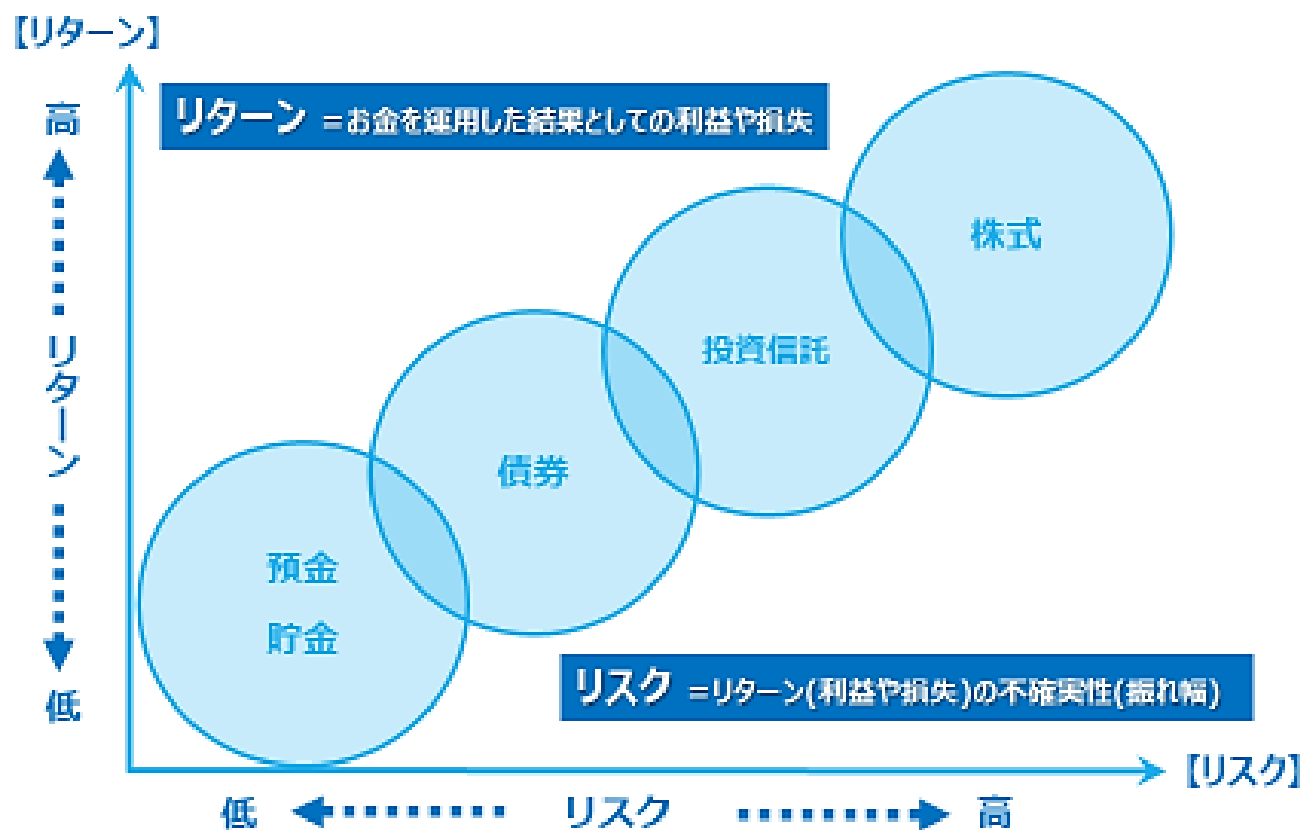 【リターン】
高
リターン =お金を運用した結果としての利益や損失
株式
リターン
投資信託
債券
預金
貯金
リスク =リターン(利益や損失)の不確実性(振れ幅)
低
【リスク】
低
リスク
高